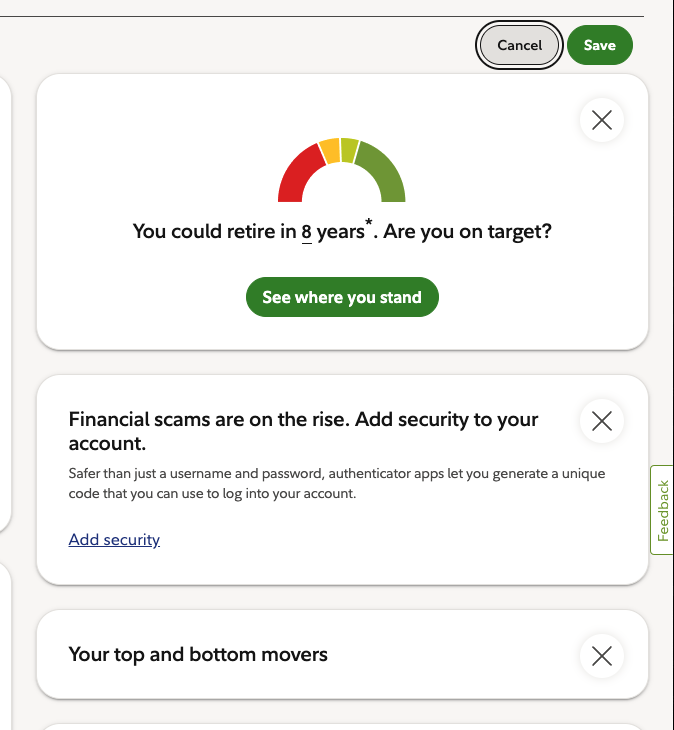 Cancel
Save
You could retire in 8 years*. Are you on target?
See where you stand
Financial scams are on the rise. Add security to your
account.
Safer than just a username and password, authenticator apps let you generate a unique
code that you can use to log into your account.
Add security
Feedback
Your top and bottom movers